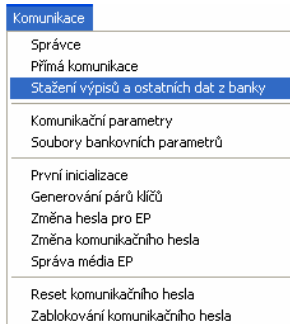 Komunikace
Správce
Přímá komunikace
Stažení výpisů a ostatních dat z banky
Komunikační parametry
Soubory bankovních parametrů
První inicializace
Generování párů klíčů
Změna hesla pro EP
Změna komunikačního hesla
Správa média EP
Reset komunikačního hesla
Zablokování komunikačního hesla